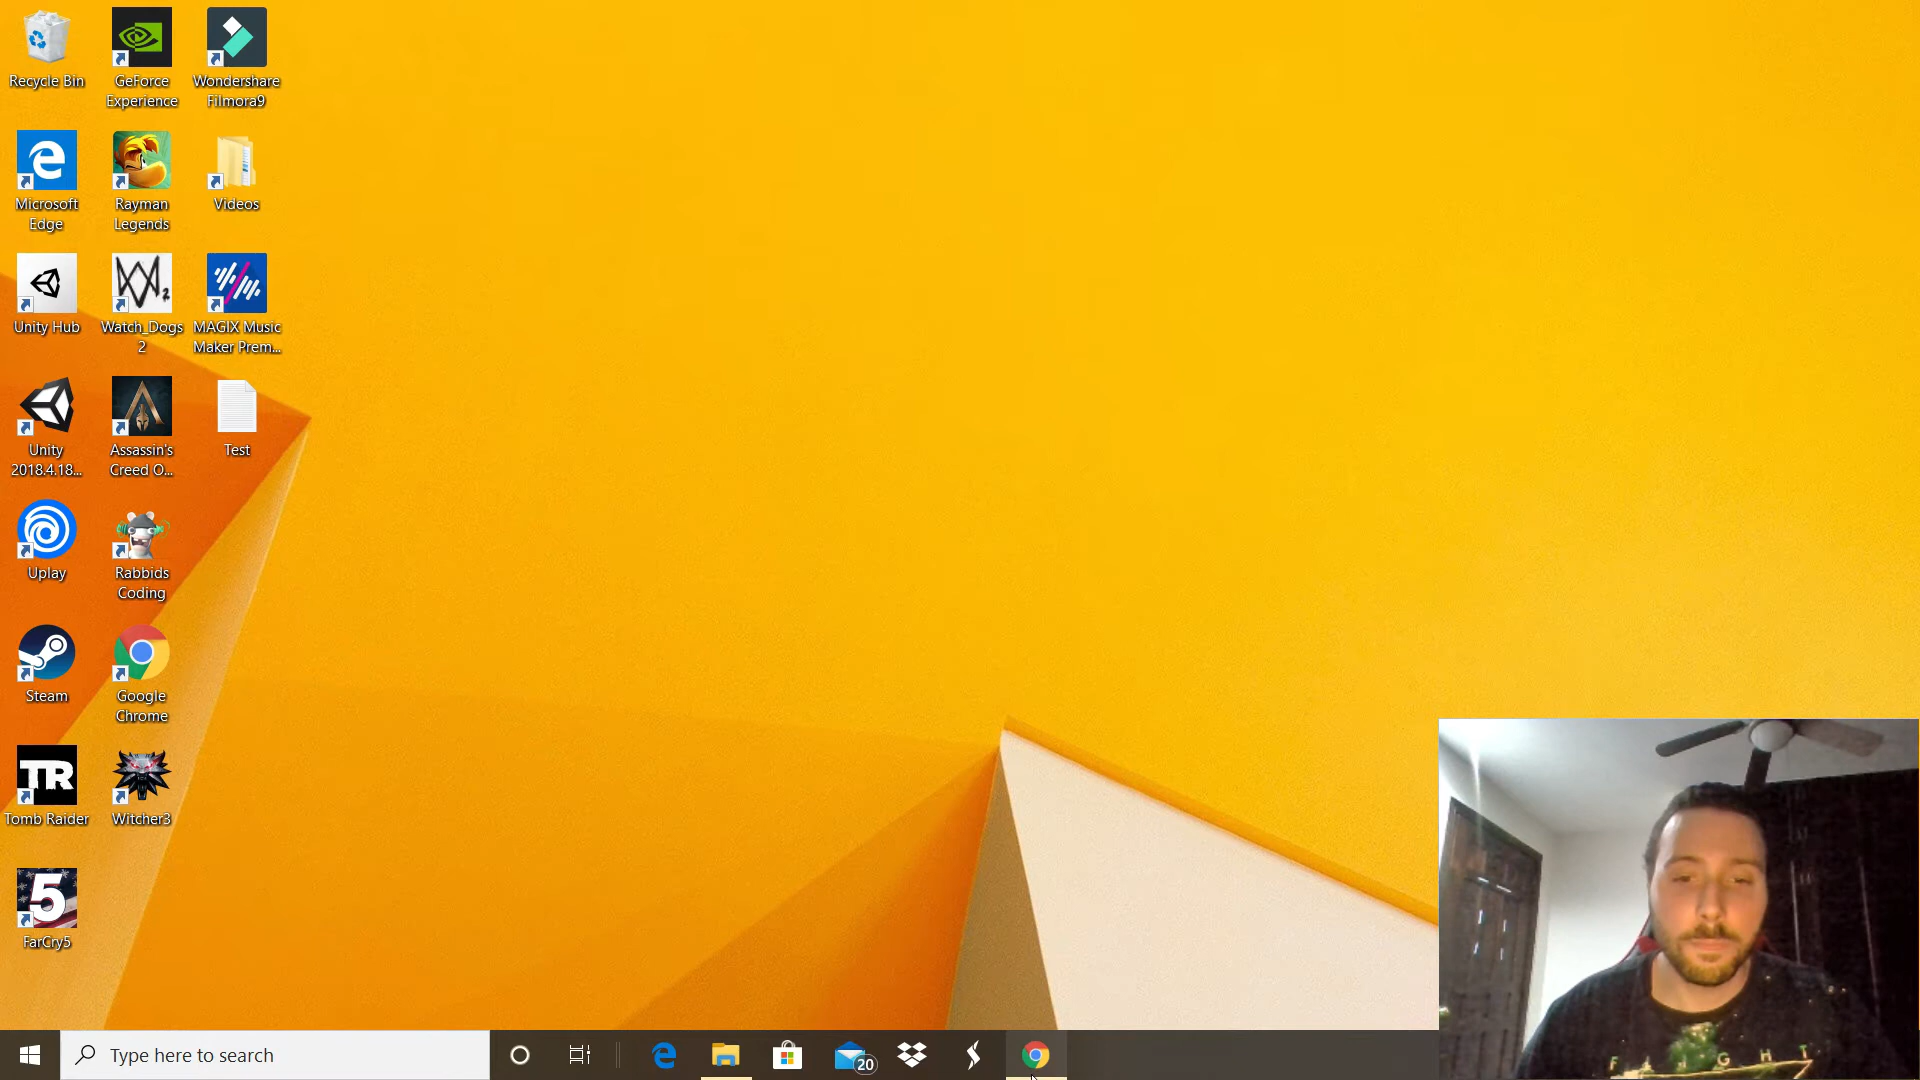 Recycle Bin
GeForce
Experience
Wondershare
Filmora9
Microsoft
Edge
Rayman
Legends
Videos
Unity Hub
Watch_Dogs
2
MAGIX Music
Maker Prem...
Unity
2018.4.18...
Assassin's
Creed O...
Test
Uplay
Rabbids
Coding
Steam
Google
Chrome
TR
Tomb Raider
Witcher3
5
FarCry5
Type here to search
20